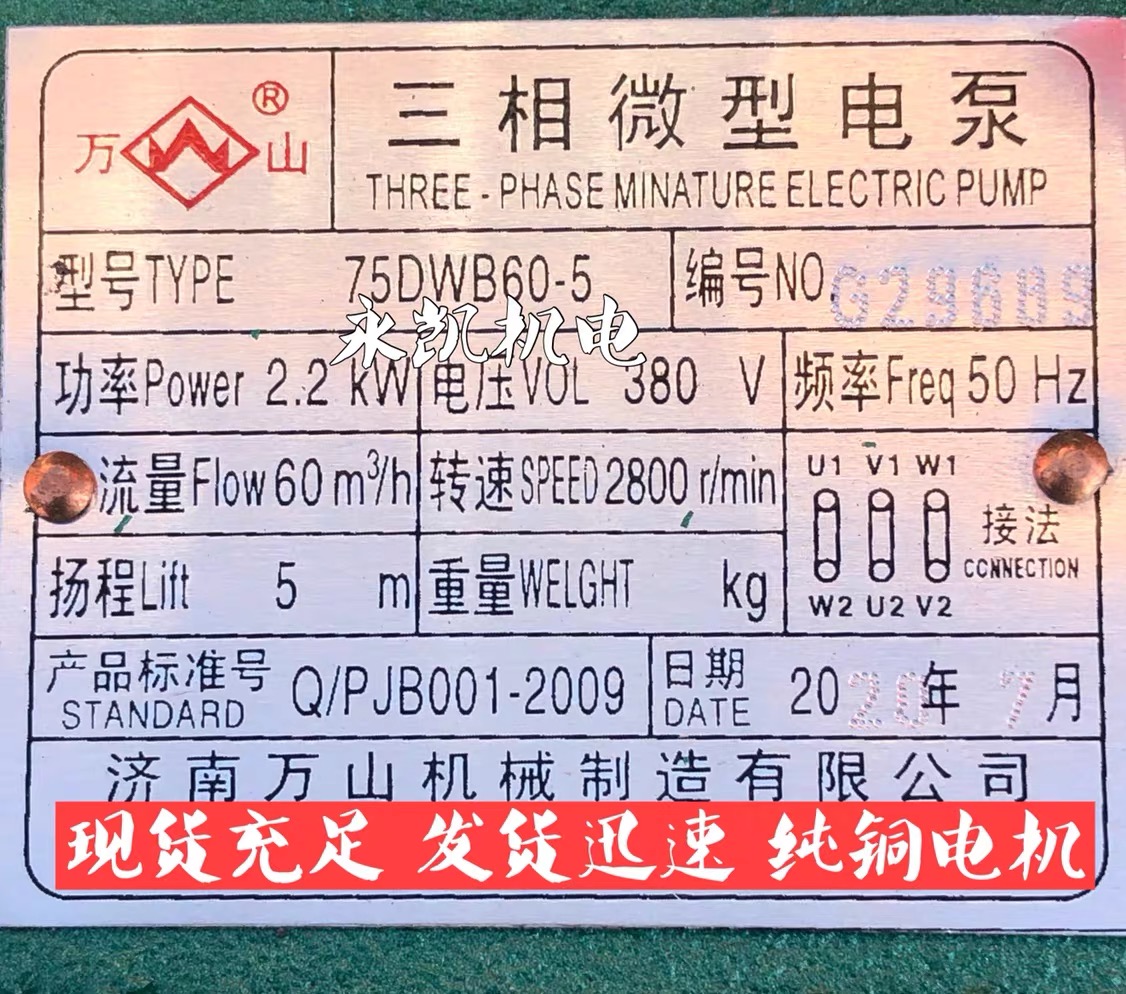 万山®
三相微型电泵
THREE-PHASE MINATURE ELECTRIC PUMP
型号TYPE 75DWB60-5 编号NO G29689
永凯机电
功率Power 2.2 kW 电压VOL 380 V 频率Freq 50 Hz
流量Flow 60 m³/h 转速SPEED 2800 r/min
U1 V1 W1
接法
CONNECTION
W2 U2 V2
扬程Lift 5 m 重量WELGHT kg
产品标准号
STANDARD Q/PJB001-2009
日期
DATE 2020年 7月
济南万山机械制造有限公司
现货充足 发货迅速 纯铜电机